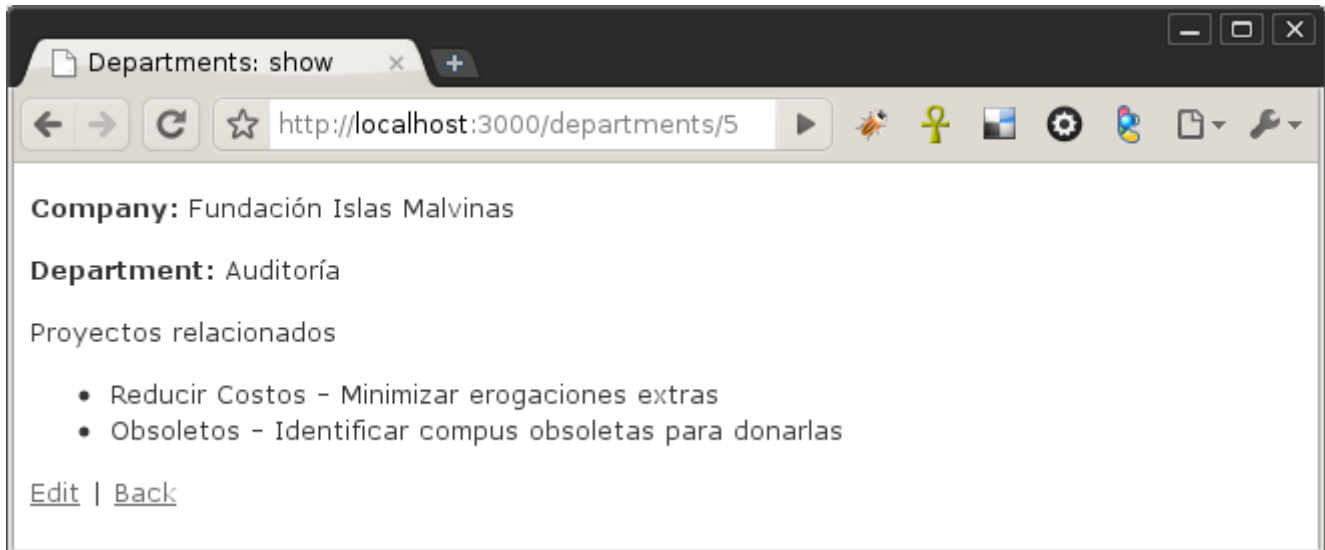 Departments: show
http://localhost:3000/departments/5
Company: Fundación Islas Malvinas
Department: Auditoría
Proyectos relacionados
• Reducir Costos - Minimizar erogaciones extras
• Obsoletos - Identificar compus obsoletas para donarlas
Edit | Back